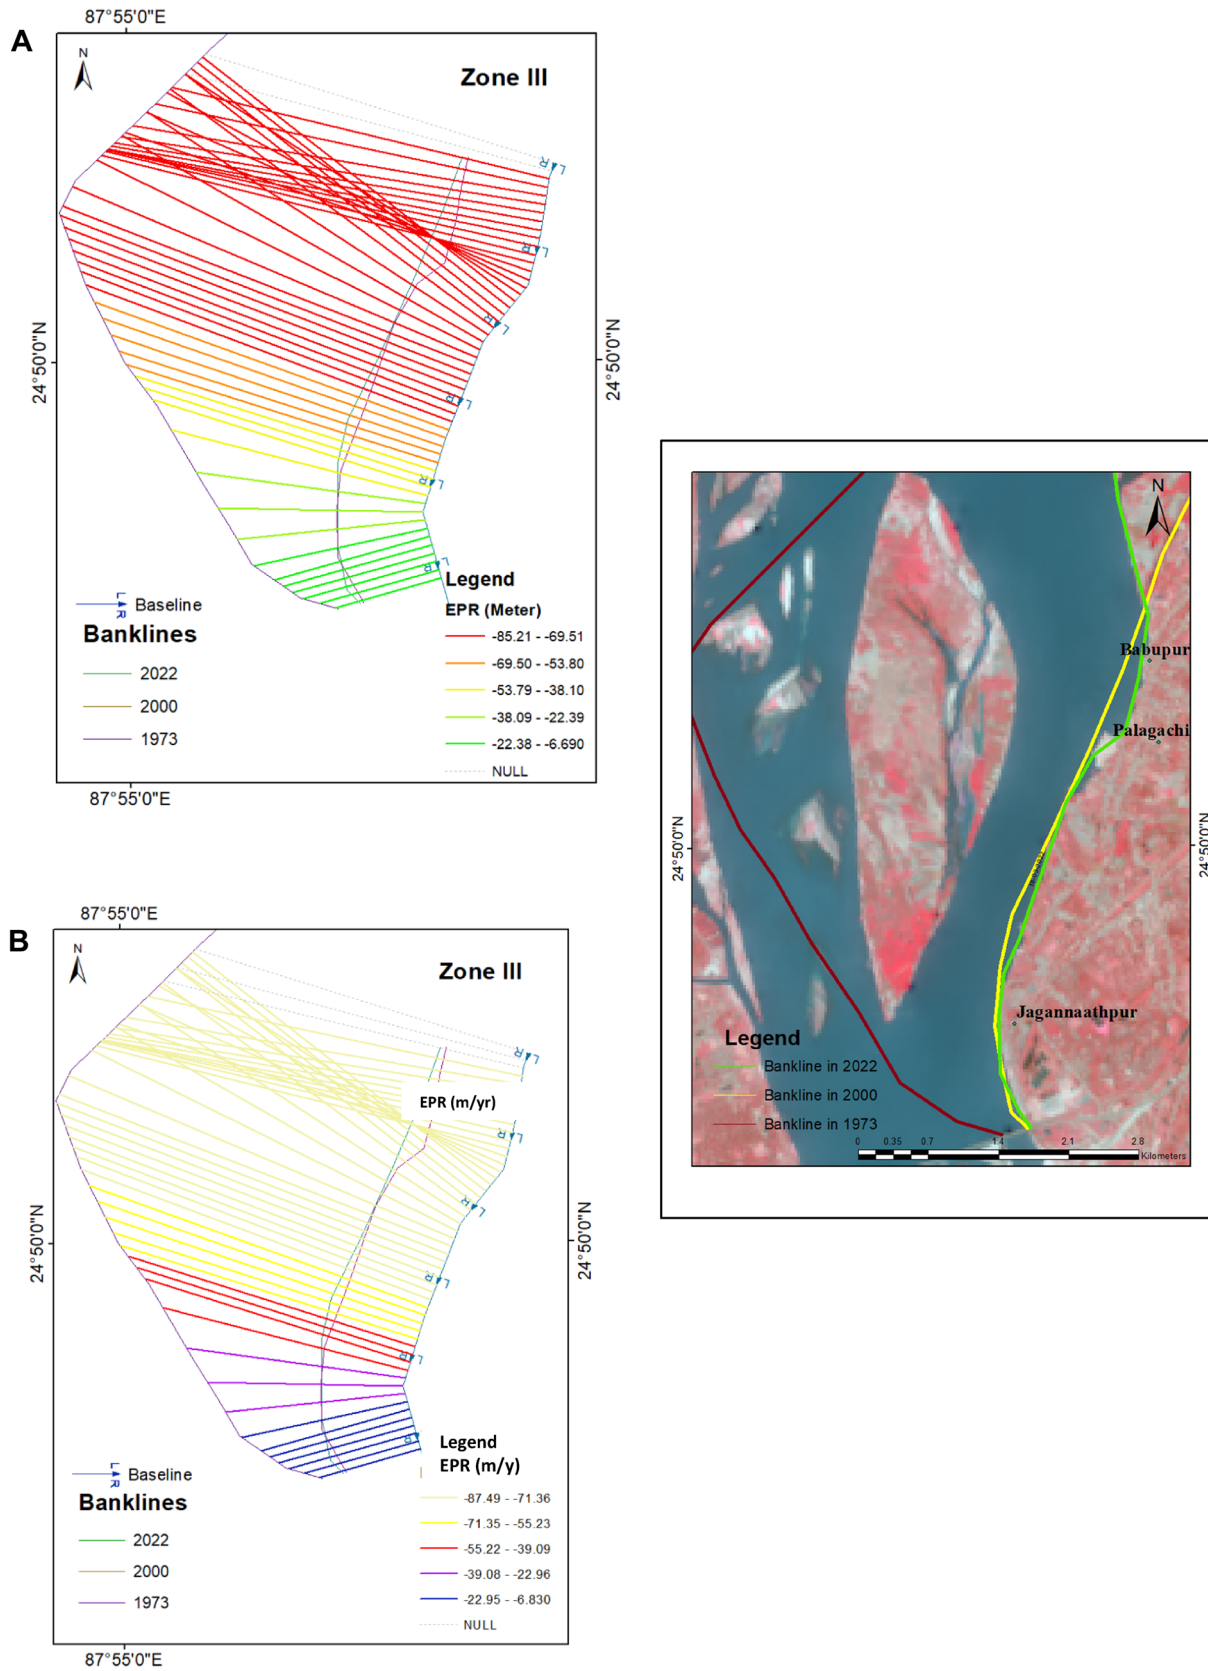 A
87°55'0"E
N
Zone III
L
R
L
R
L
R
24°50'0"N
24°50'0"N
L
R
L
R
L
R
Legend
EPR (Meter)
L
R
Baseline
Banklines
2022
2000
1973
-85.21 - -69.51
-69.50 - -53.80
-53.79 - -38.10
-38.09 - -22.39
-22.38 - -6.690
NULL
87°55'0"E
N
Babupur
Palagachi
24°50'0"N
24°50'0"N
Jagannaathpur
Legend
Bankline in 2022
Bankline in 2000
Bankline in 1973
0 0.35 0.7 1.4 2.1 2.8
Kilometers
B
87°55'0"E
N
Zone III
L
R
EPR (m/yr)
L
R
L
R
24°50'0"N
24°50'0"N
L
R
L
R
R
Legend
EPR (m/y)
L
R
Baseline
Banklines
2022
2000
1973
-87.49 - -71.36
-71.35 - -55.23
-55.22 - -39.09
-39.08 - -22.96
-22.95 - -6.830
NULL
87°55'0"E